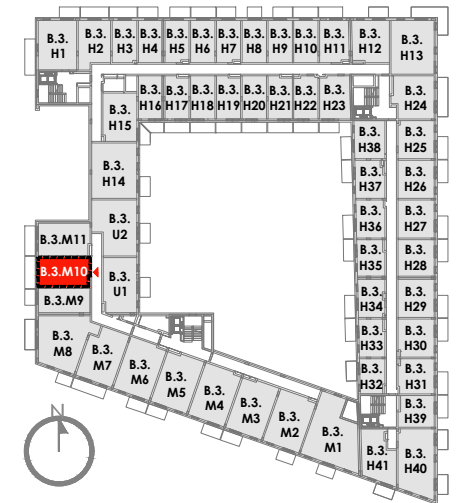 B.3.
H1
B.3.
H2
B.3.
H3
B.3.
H4
B.3.
H5
B.3.
H6
B.3.
H7
B.3.
H8
B.3.
H9
B.3.
H10
B.3.
H11
B.3.
H12
B.3.
H13
B.3.
H16
B.3.
H17
B.3.
H18
B.3.
H19
B.3.
H20
B.3.
H21
B.3.
H22
B.3.
H23
B.3.
H24
B.3.
H15
B.3.
H38
B.3.
H25
B.3.
H14
B.3.
H37
B.3.
H26
B.3.
U2
B.3.
H36
B.3.
H27
B.3.M11
B.3.
H35
B.3.
H28
B.3.M10
B.3.
U1
B.3.M9
B.3.
H34
B.3.
H29
B.3.
M8
B.3.
M7
B.3.
H33
B.3.
H30
B.3.
M6
B.3.
M5
B.3.
M4
B.3.
H32
B.3.
H31
B.3.
M3
B.3.
M2
B.3.
M1
B.3.
H39
B.3.
H41
B.3.
H40
N